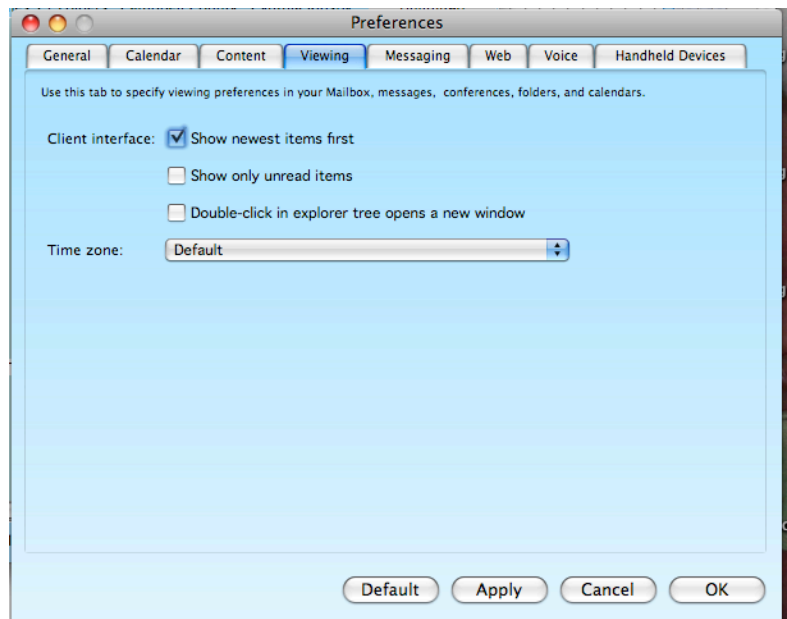 Preferences
General Calendar Content Viewing Messaging Web Voice Handheld Devices
Use this tab to specify viewing preferences in your Mailbox, messages, conferences, folders, and calendars.
Client interface: Show newest items first
Show only unread items
Double-click in explorer tree opens a new window
Time zone: Default
Default Apply Cancel OK